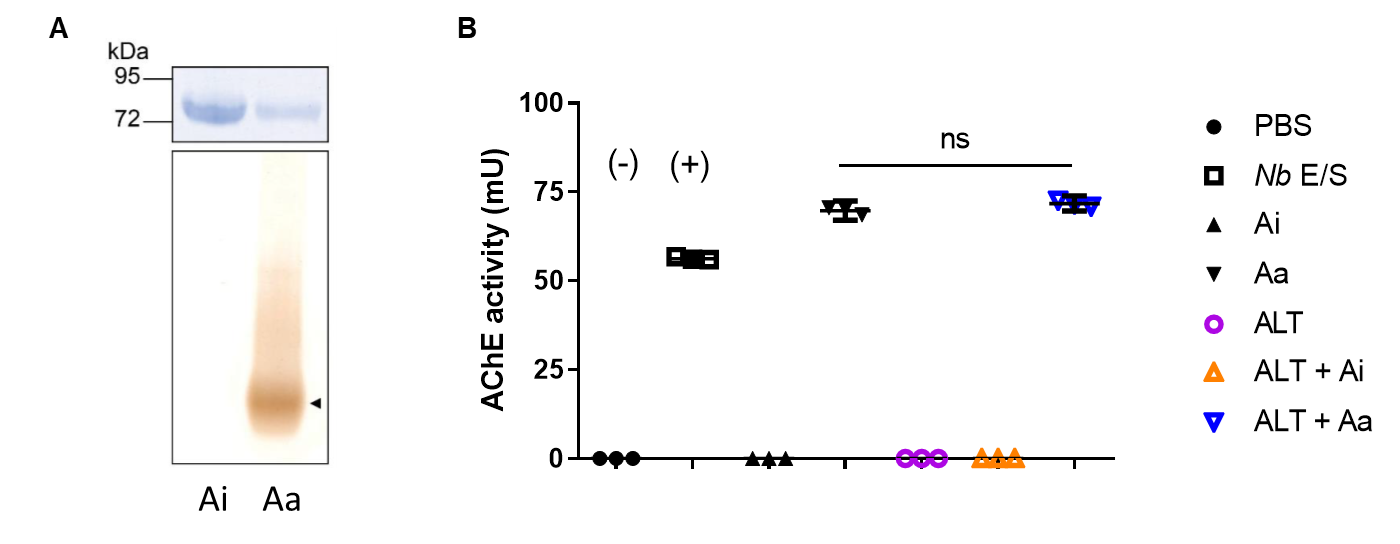 A
kDa
95
72
Ai Aa
B
AChE activity (mU)
100
75
50
25
0
(-) (+)
ns
PBS
Nb E/S
Ai
Aa
ALT
ALT + Ai
ALT + Aa